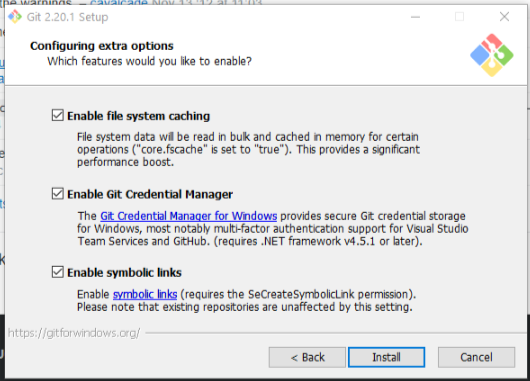 the warnings. – cavalcade Nov 13 '12 at 11:03
Git 2.20.1 Setup
Configuring extra options
Which features would you like to enable?
Enable file system caching
File system data will be read in bulk and cached in memory for certain
operations ("core.fscache" is set to "true"). This provides a significant
performance boost.
Enable Git Credential Manager
The Git Credential Manager for Windows provides secure Git credential storage
for Windows, most notably multi-factor authentication support for Visual Studio
Team Services and GitHub. (requires .NET framework v4.5.1 or later).
Enable symbolic links
Enable symbolic links (requires the SeCreateSymbolicLink permission).
Please note that existing repositories are unaffected by this setting.
https://gitforwindows.org/
< Back
Install
Cancel